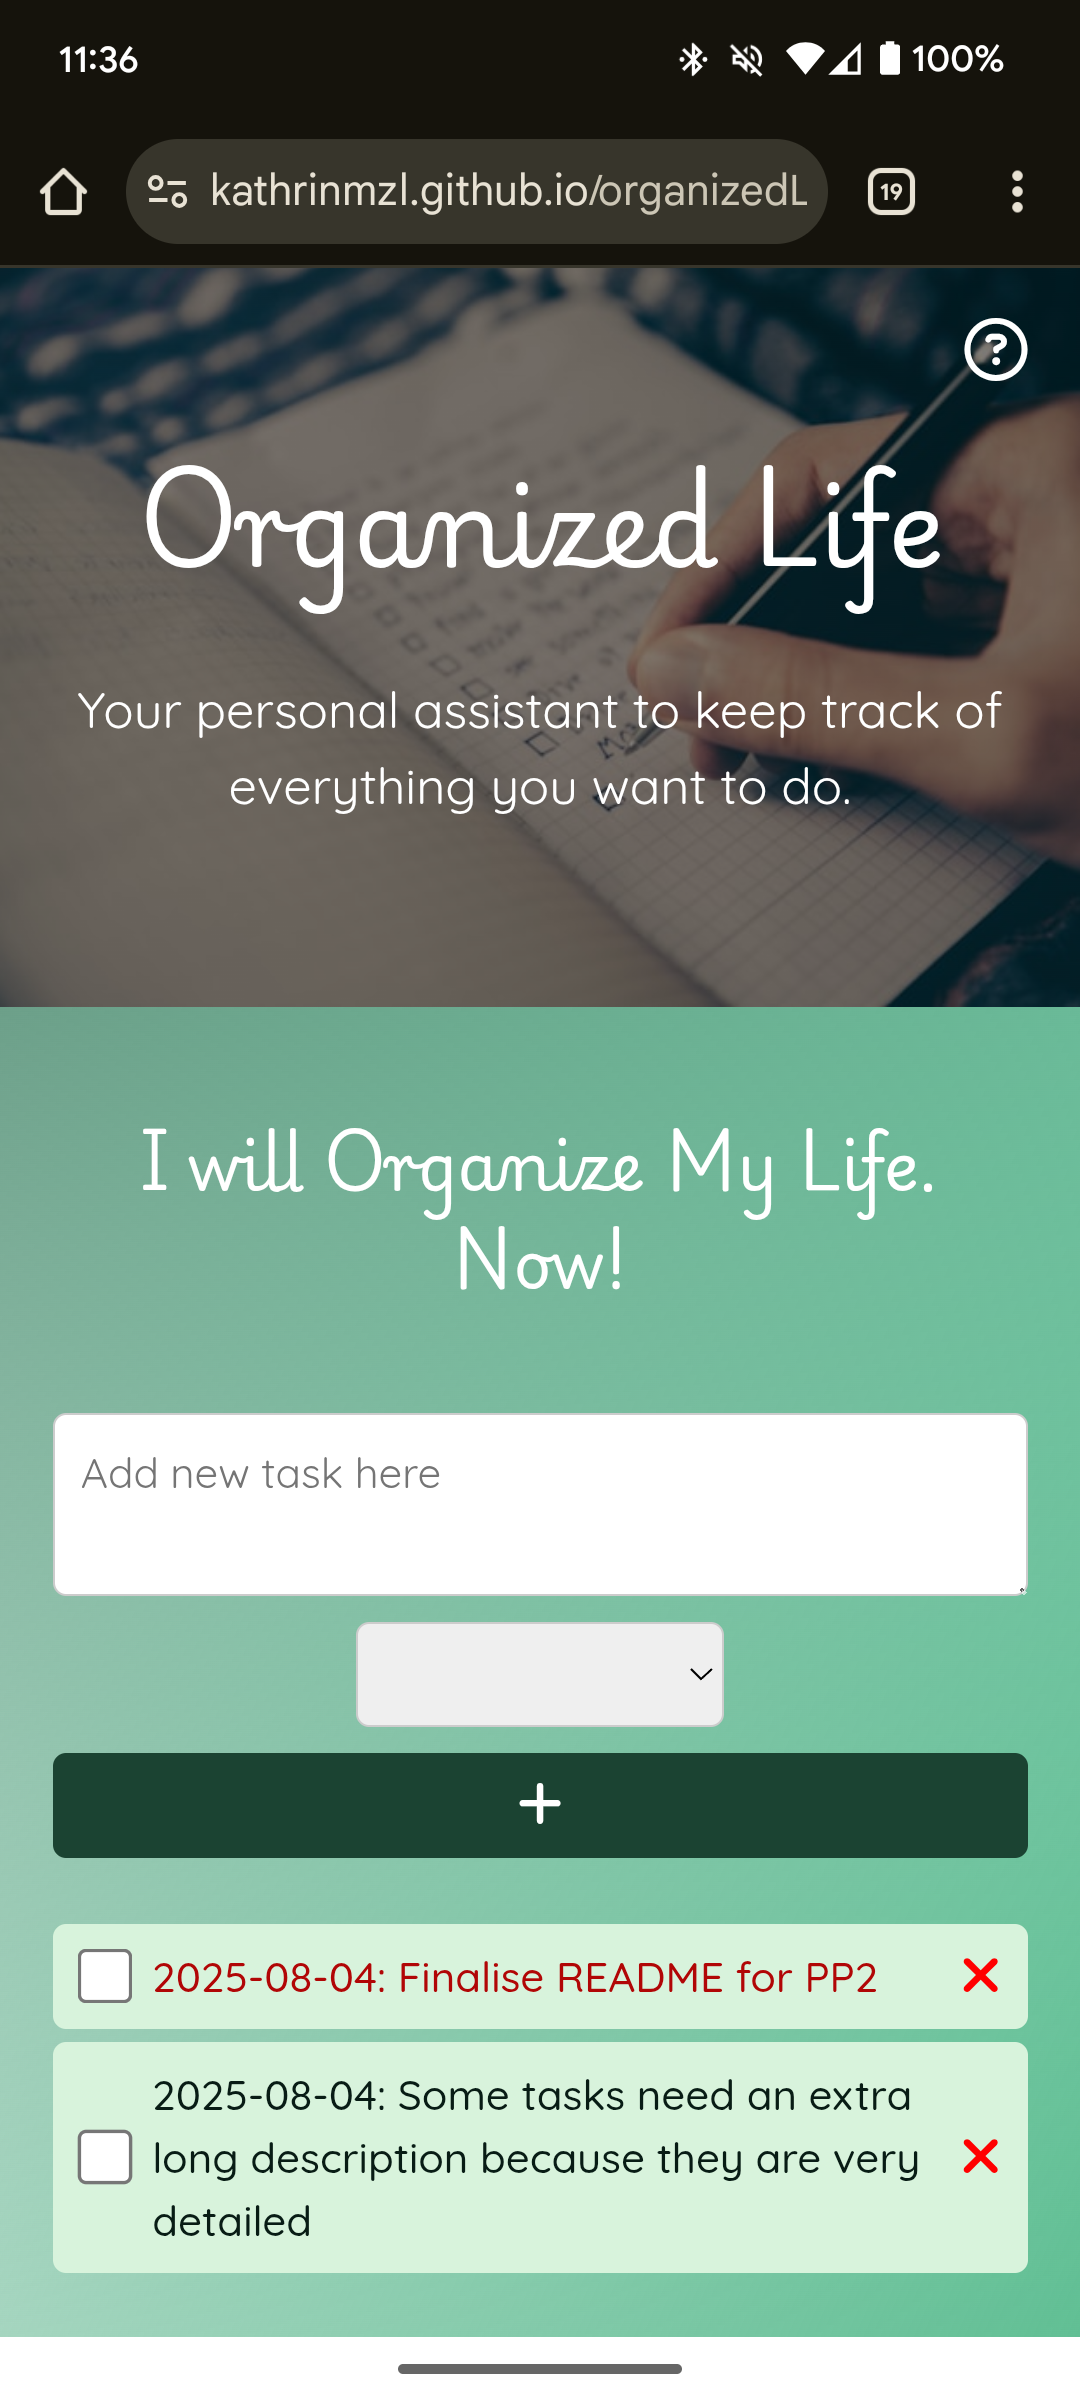 11:36
100%
kathrinmzl.github.io/organizedL
19
?
Organized Life
Your personal assistant to keep track of
everything you want to do.
I will Organize My Life.
Now!
Add new task here
2025-08-04: Finalise README for PP2
2025-08-04: Some tasks need an extra
long description because they are very
detailed